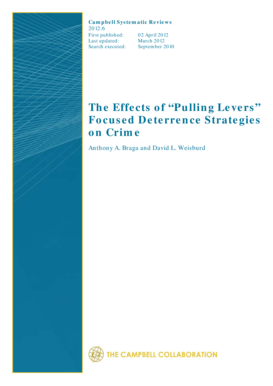 Campbell Systematic Reviews
2012:6
First published: 02 April 2012
Last updated: March 2012
Search executed: September 2010
The Effects of “Pulling Levers”
Focused Deterrence Strategies
on Crime
Anthony A. Braga and David L. Weisburd
THE CAMPBELL COLLABORATION